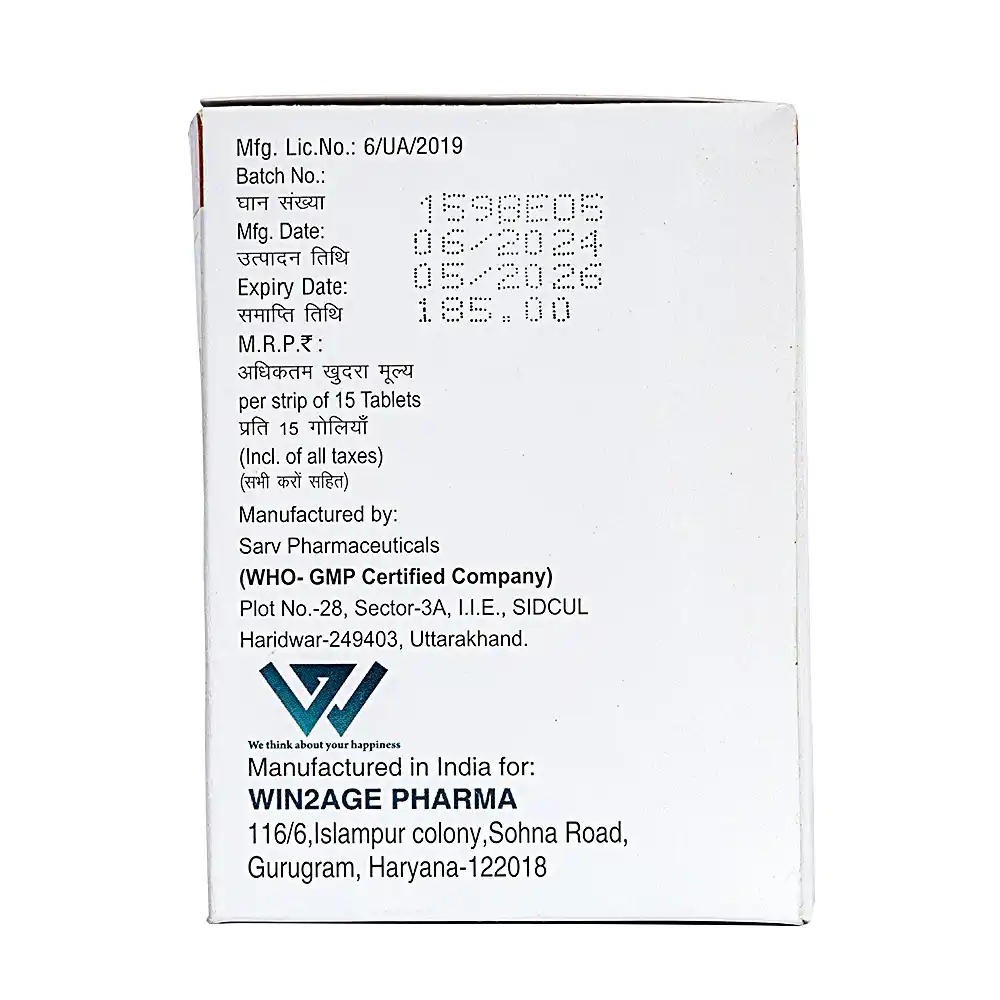 Mfg. Lic.No.: 6/UA/2019
Batch No.:
घान संख्या
1598E05
Mfg. Date:
उत्पादन तिथि
06/2024
Expiry Date:
समाप्ति तिथि
05/2026
185.00
M.R.P.₹ :
अधिकतम खुदरा मूल्य
per strip of 15 Tablets
प्रति 15 गोलियाँ
(Incl. of all taxes)
(सभी करों सहित)
Manufactured by:
Sarv Pharmaceuticals
(WHO- GMP Certified Company)
Plot No.-28, Sector-3A, I.I.E., SIDCUL
Haridwar-249403, Uttarakhand.
We think about your happiness
Manufactured in India for:
WIN2AGE PHARMA
116/6,Islampur colony,Sohna Road,
Gurugram, Haryana-122018